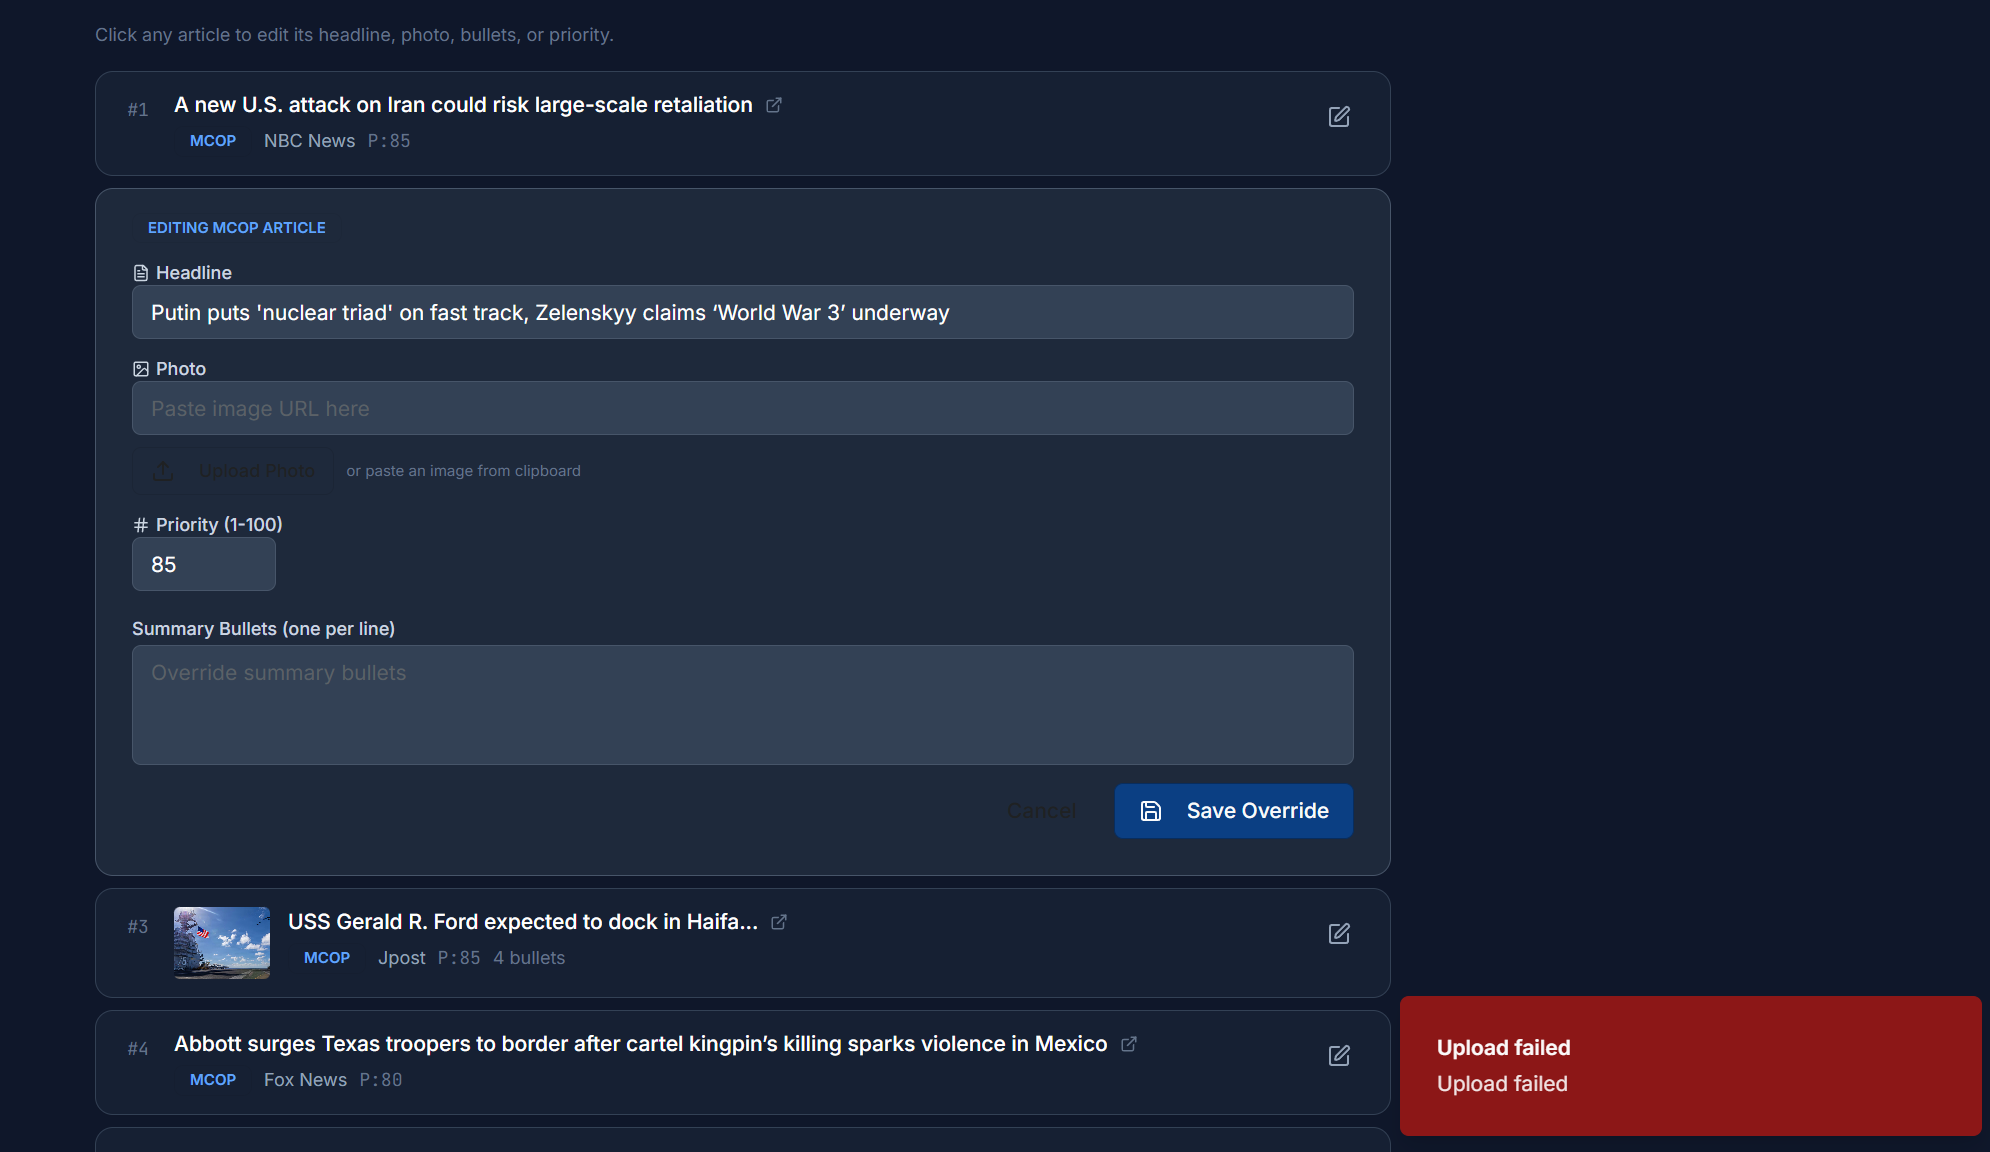 Click any article to edit its headline, photo, bullets, or priority.
#1
A new U.S. attack on Iran could risk large-scale retaliation
MCOP NBC News P:85
EDITING MCOP ARTICLE
Headline
Putin puts 'nuclear triad' on fast track, Zelenskyy claims ‘World War 3’ underway
Photo
Paste image URL here
Upload Photo or paste an image from clipboard
# Priority (1-100)
85
Summary Bullets (one per line)
Override summary bullets
Cancel Save Override
#3
USS Gerald R. Ford expected to dock in Haifa...
MCOP Jpost P:85 4 bullets
#4
Abbott surges Texas troopers to border after cartel kingpin’s killing sparks violence in Mexico
MCOP Fox News P:80
Upload failed
Upload failed